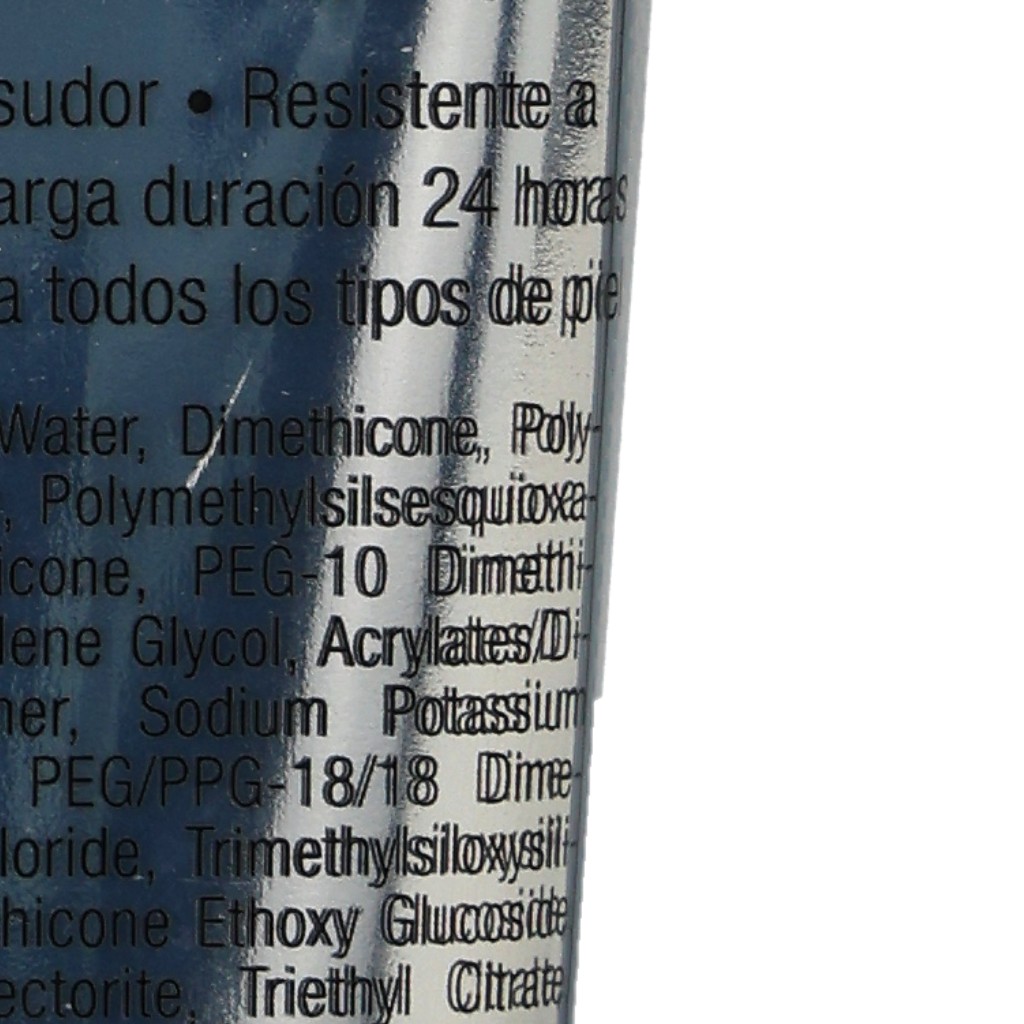 sudor • Resistente a
arga duración 24 horas
a todos los tipos de pie
Water, Dimethicone, Poly-
, Polymethylsilsesquioxa-
icone, PEG-10 Dimethi-
lene Glycol, Acrylates/Di-
ner, Sodium Potassium
PEG/PPG-18/18 Dime-
loride, Trimethylsiloxysili-
hicone Ethoxy Glucoside
ectorite, Triethyl Citrate